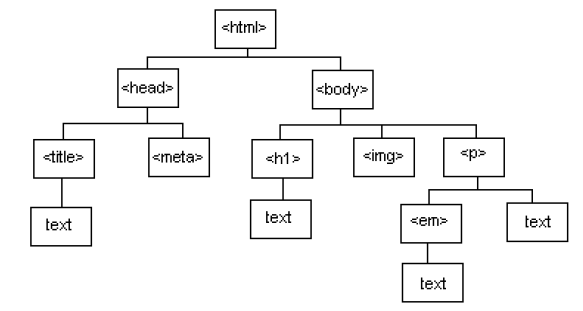 <html>
<head> <body>
<title> <meta> <h1> <img> <p>
text text <em> text
text